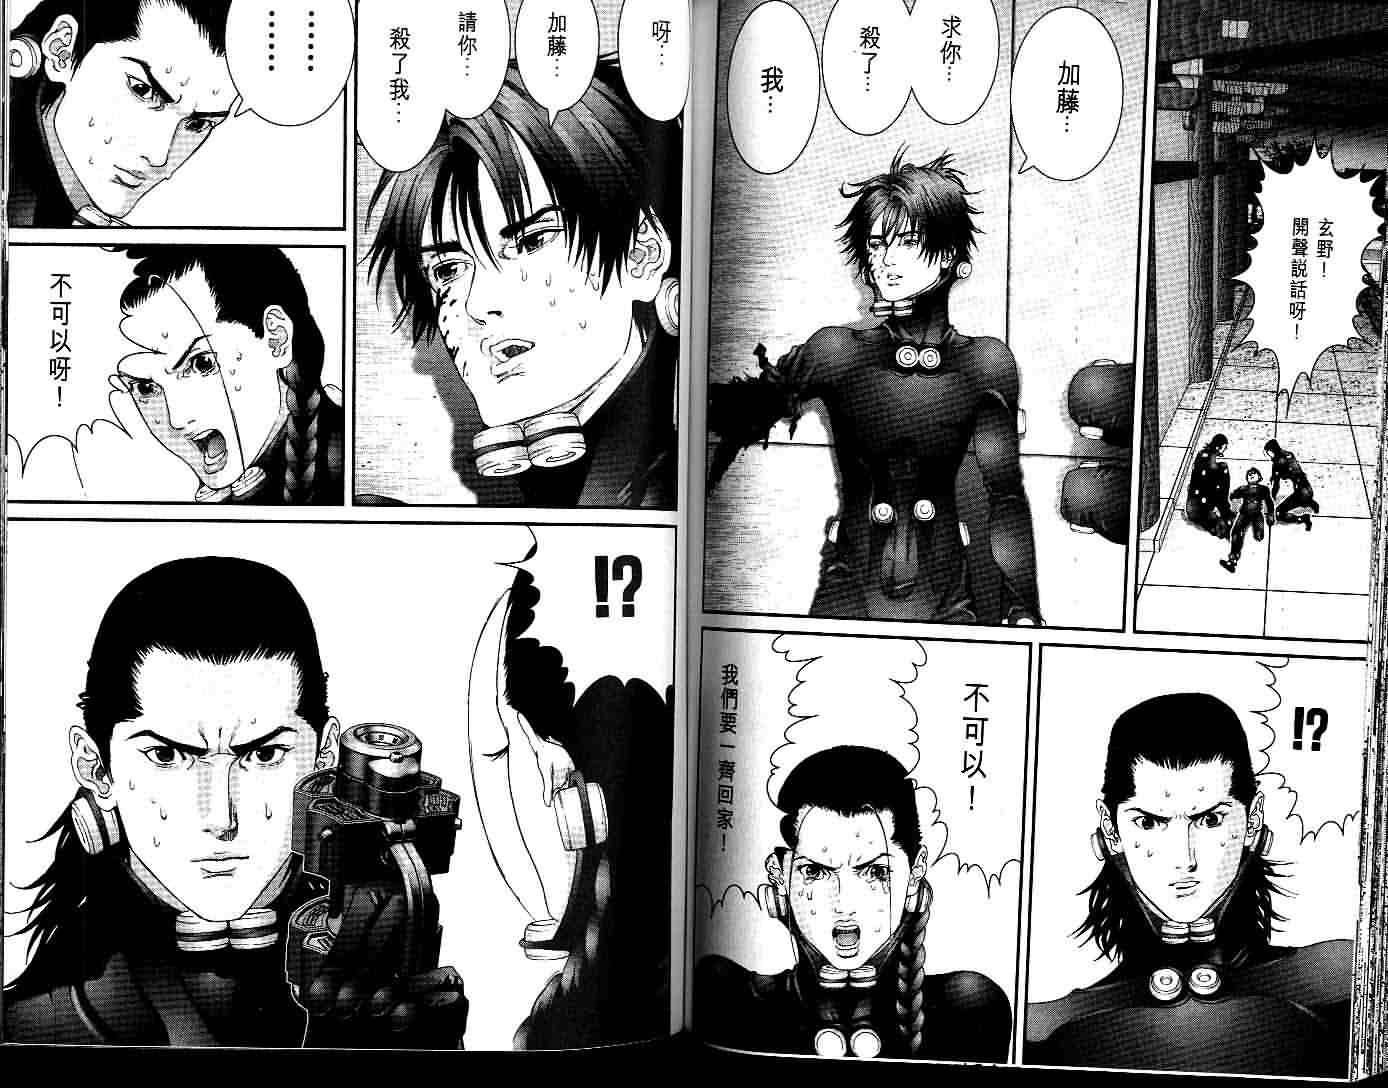 玄野！
開聲說話呀！
加藤…
求你…
殺了…
我…
!?
不可以！
我們要一齊回家！
呀…
加藤…
請你…
殺了我…
……
……
不可以呀！
!?